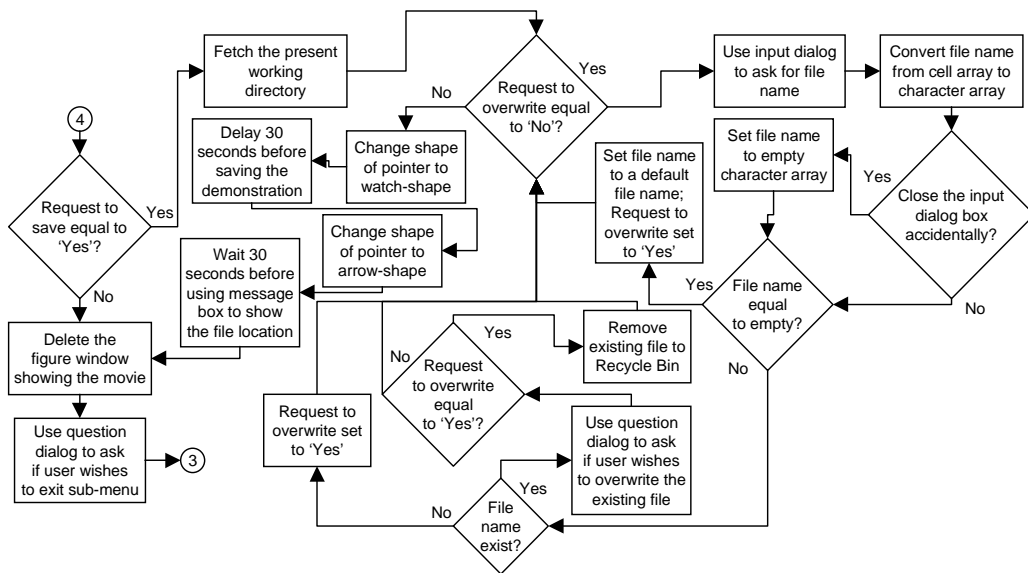 4
Request to
save equal to
‘Yes’?
Yes
No
Fetch the present
working
directory
Request to
overwrite equal
to ‘No’?
Yes
No
Use input dialog
to ask for file
name
Convert file name
from cell array to
character array
Close the input
dialog box
accidentally?
Yes
No
Set file name
to empty
character array
File name
equal
to empty?
Yes
No
Set file name
to a default
file name;
Request to
overwrite set
to ‘Yes’
Change shape
of pointer to
watch-shape
Delay 30
seconds before
saving the
demonstration
Change shape
of pointer to
arrow-shape
Wait 30
seconds before
using message
box to show
the file location
Delete the
figure window
showing the movie
Use question
dialog to ask
if user wishes
to exit sub-menu
3
File
name
exist?
Yes
No
Use question
dialog to ask
if user wishes
to overwrite the
existing file
Request
to overwrite
equal
to ‘Yes’?
Yes
No
Remove
existing file to
Recycle Bin
Request to
overwrite set
to ‘Yes’